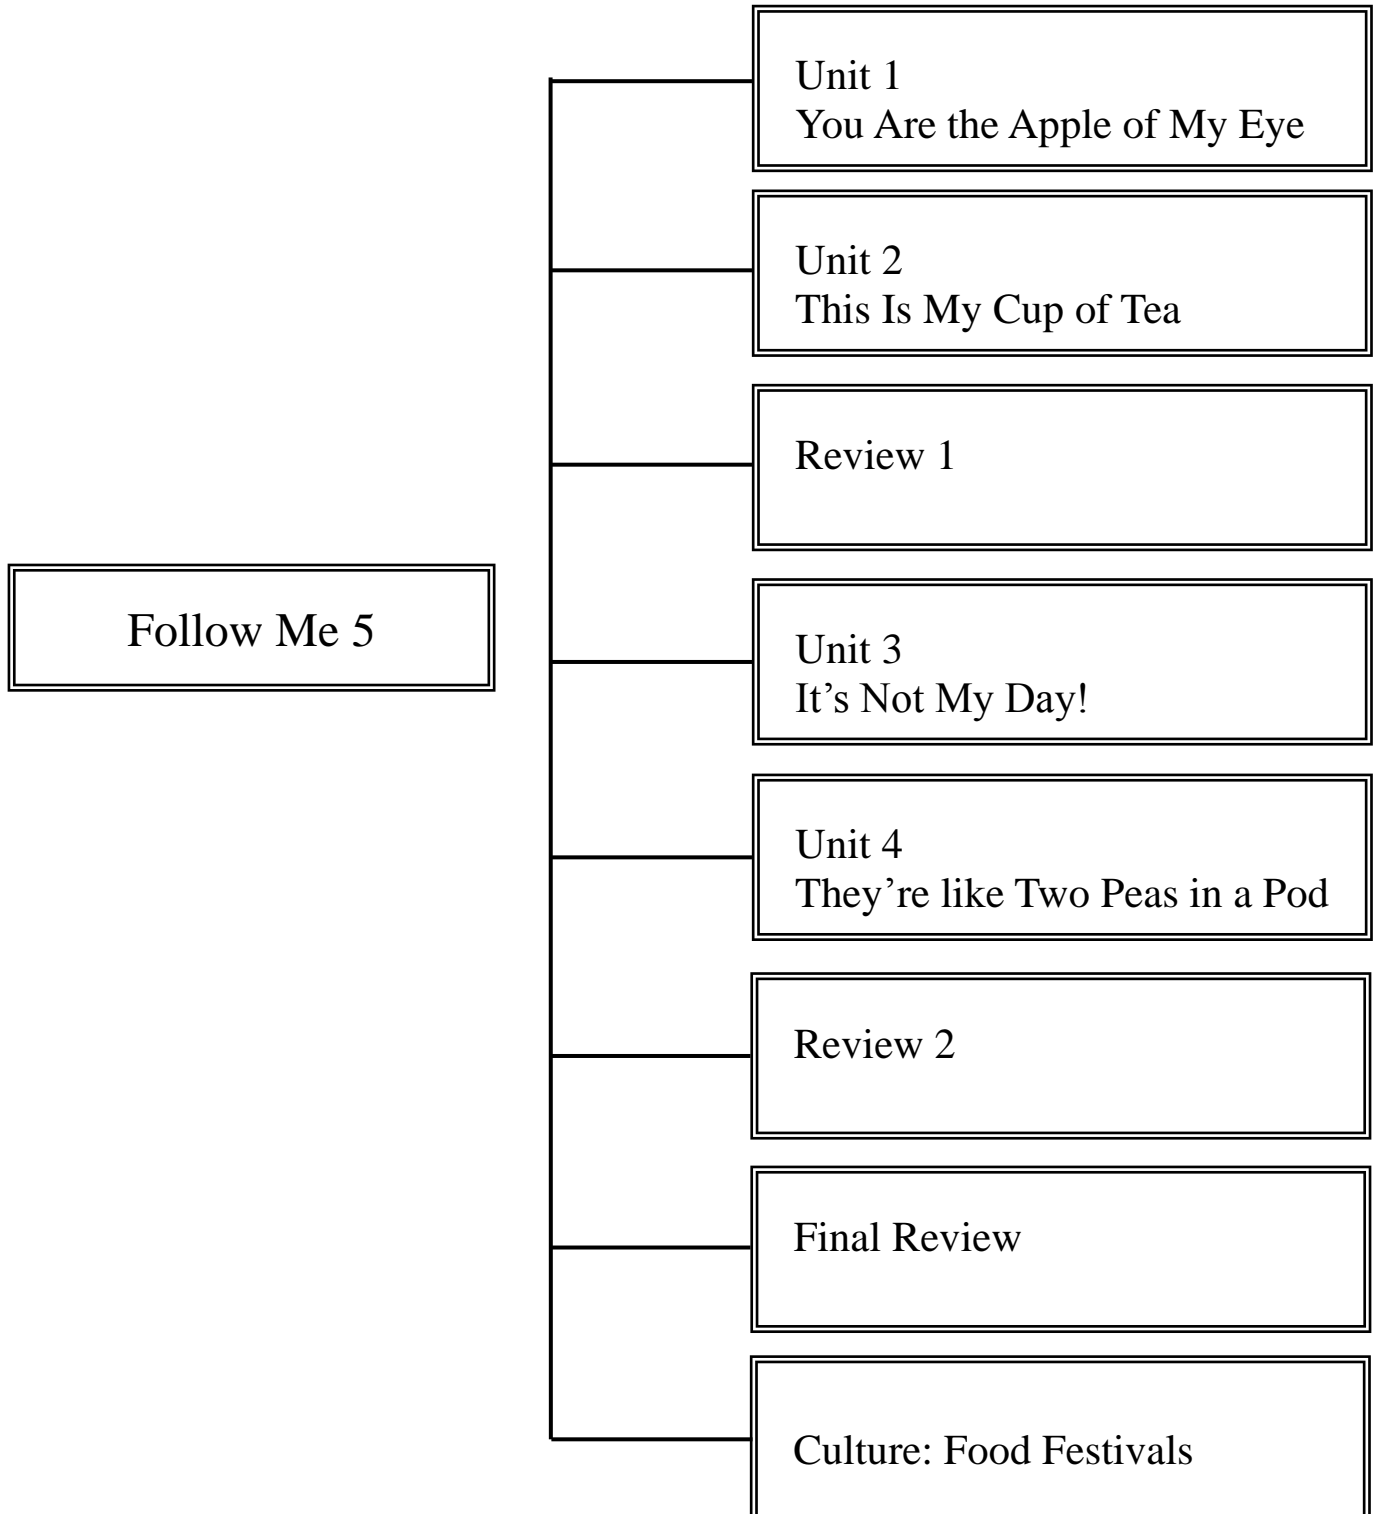 Unit 1
You Are the Apple of My Eye
Unit 2
This Is My Cup of Tea
Review 1
Follow Me 5
Unit 3
It’s Not My Day!
Unit 4
They’re like Two Peas in a Pod
Review 2
Final Review
Culture: Food Festivals